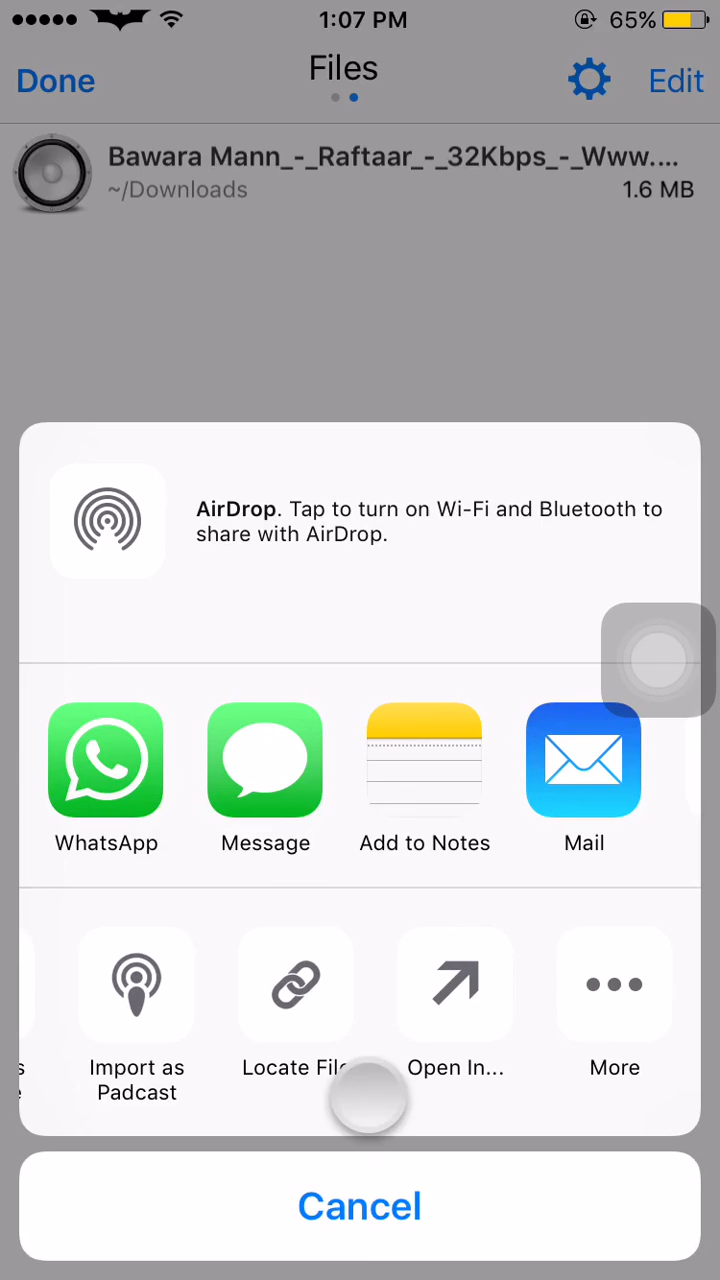 1:07 PM
65%
Done
Files
Edit
Bawara Mann_-_Raftaar_-_32Kbps_-_Www....
~/Downloads
1.6 MB
AirDrop. Tap to turn on Wi-Fi and Bluetooth to
share with AirDrop.
WhatsApp
Message
Add to Notes
Mail
s
e
Import as
Padcast
Locate File
Open In...
More
Cancel